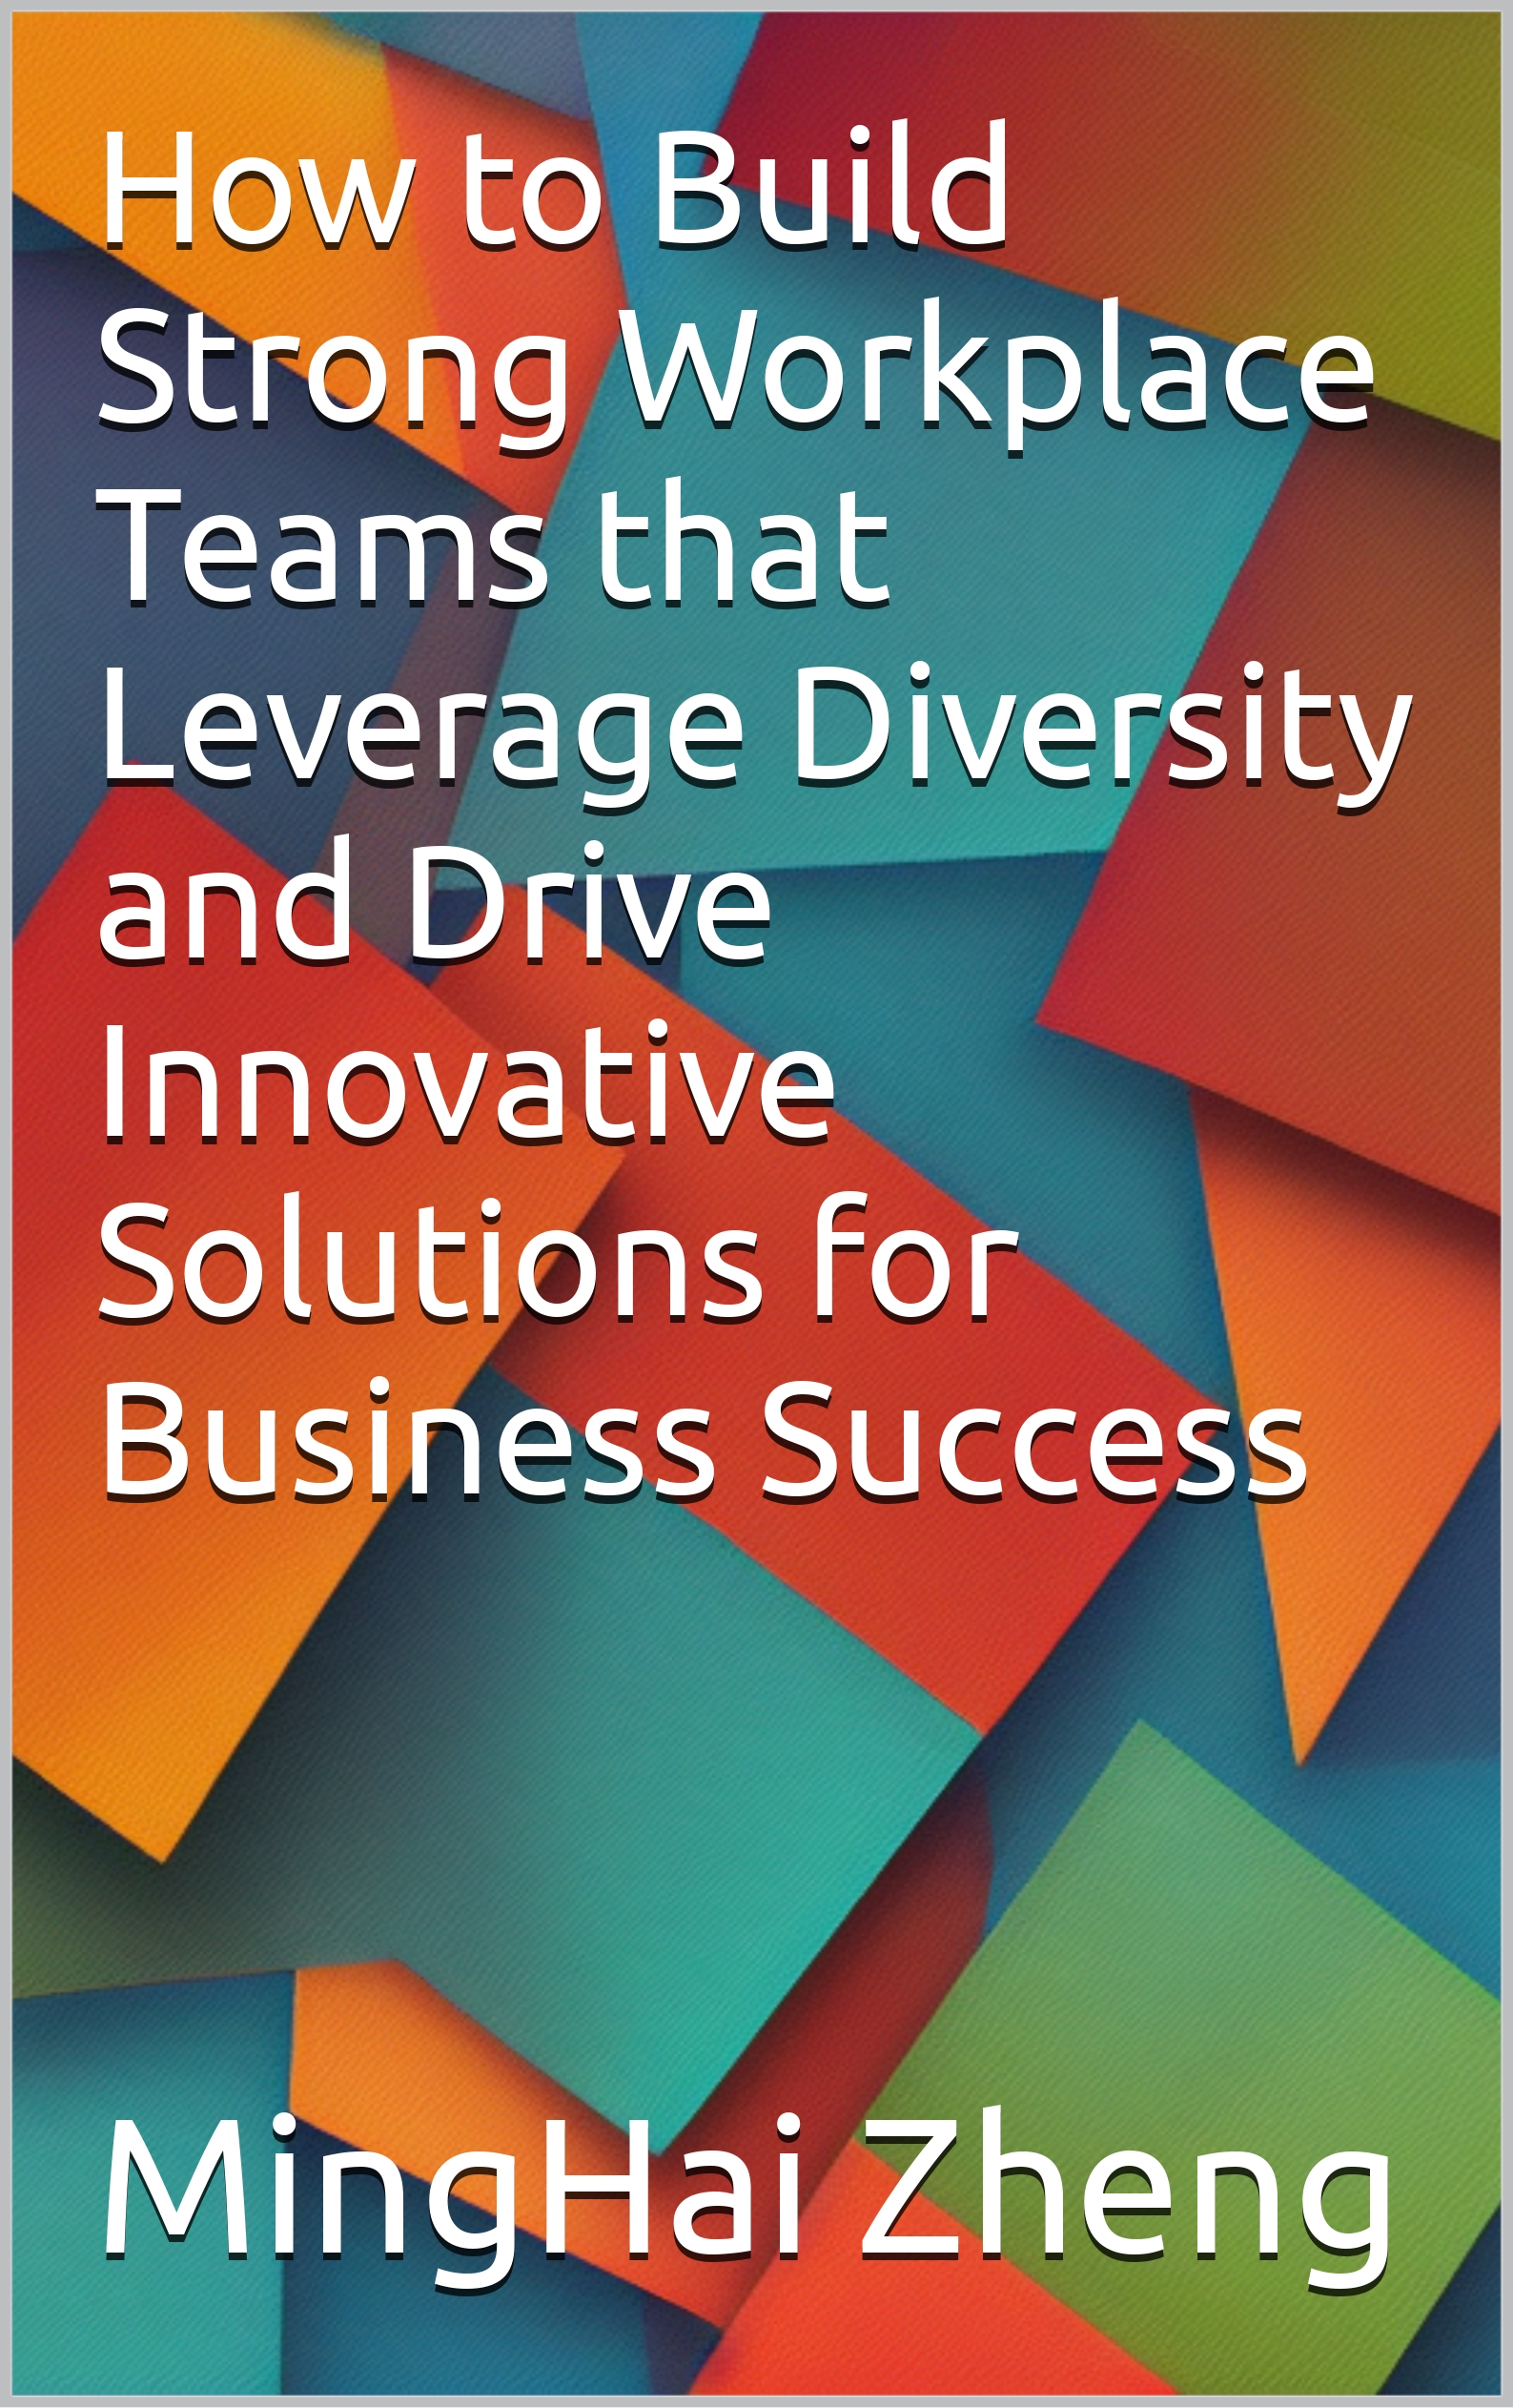 How to Build
Strong Workplace
Teams that
Leverage Diversity
and Drive
Innovative
Solutions for
Business Success
MingHai Zheng